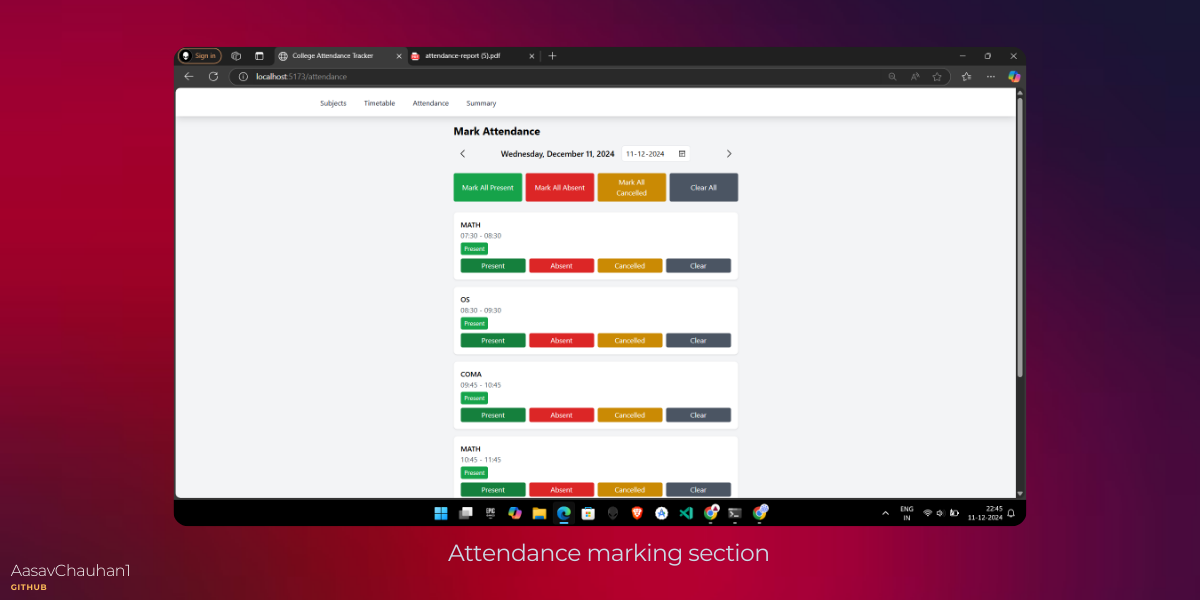 Sign in
College Attendance Tracker
attendance-report (5).pdf
localhost:5173/attendance
Subjects Timetable Attendance Summary
Mark Attendance
Wednesday, December 11, 2024 11-12-2024
Mark All Present Mark All Absent Mark All Cancelled Clear All
MATH
07:30 - 08:30
Present
Present Absent Cancelled Clear
OS
08:30 - 09:30
Present
Present Absent Cancelled Clear
COMA
09:45 - 10:45
Present
Present Absent Cancelled Clear
MATH
10:45 - 11:45
Present
Present Absent Cancelled Clear
ENG
IN
22:45
11-12-2024
Attendance marking section
AasavChauhan1
GITHUB